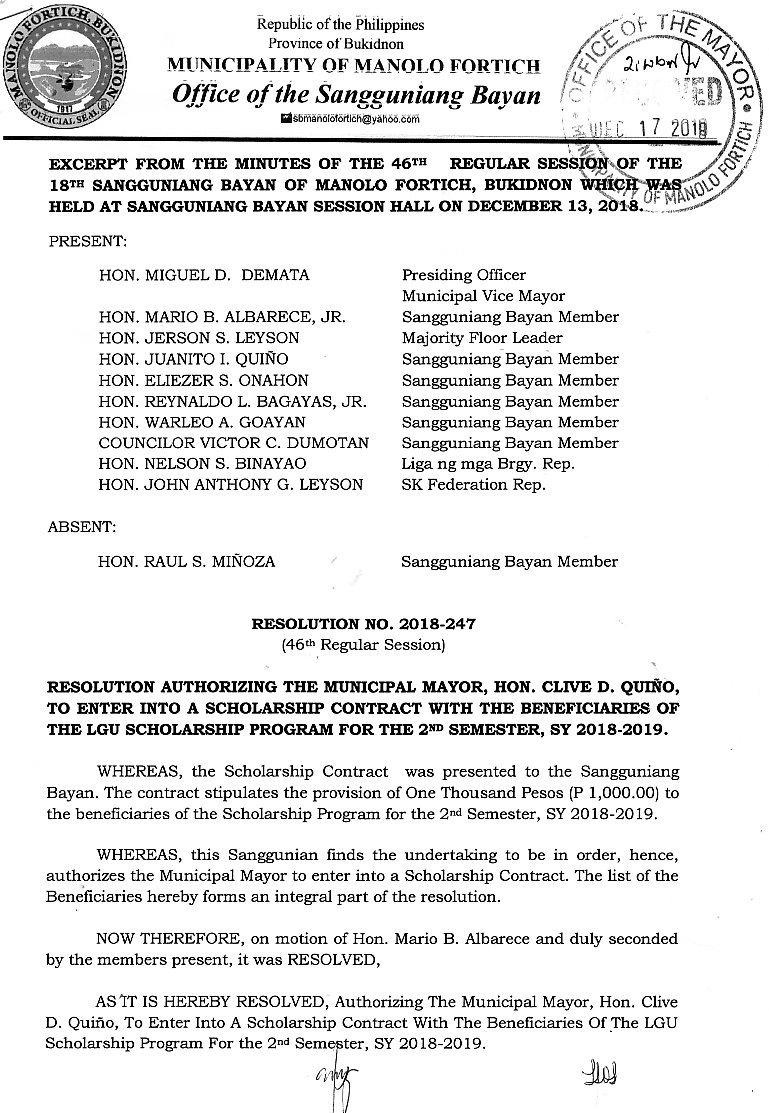 Republic of the Philippines
Province of Bukidnon
MUNICIPALITY OF MANOLO FORTICH
Office of the Sangguniang Bayan
sbmanolofortich@yahoo.com
MANOLO FORTICH, BUKIDNON
1917
OFFICIAL SEAL
OFFICE OF THE MAYOR
DEC 17 2018
OF MANOLO FORTICH
EXCERPT FROM THE MINUTES OF THE 46TH REGULAR SESSION OF THE
18TH SANGGUNIANG BAYAN OF MANOLO FORTICH, BUKIDNON WHICH WAS
HELD AT SANGGUNIANG BAYAN SESSION HALL ON DECEMBER 13, 2018.
PRESENT:
HON. MIGUEL D. DEMATA Presiding Officer
Municipal Vice Mayor
HON. MARIO B. ALBARECE, JR. Sangguniang Bayan Member
HON. JERSON S. LEYSON Majority Floor Leader
HON. JUANITO I. QUIÑO Sangguniang Bayan Member
HON. ELIEZER S. ONAHON Sangguniang Bayan Member
HON. REYNALDO L. BAGAYAS, JR. Sangguniang Bayan Member
HON. WARLEO A. GOAYAN Sangguniang Bayan Member
COUNCILOR VICTOR C. DUMOTAN Sangguniang Bayan Member
HON. NELSON S. BINAYAO Liga ng mga Brgy. Rep.
HON. JOHN ANTHONY G. LEYSON SK Federation Rep.
ABSENT:
HON. RAUL S. MIÑOZA Sangguniang Bayan Member
RESOLUTION NO. 2018-247
(46th Regular Session)
RESOLUTION AUTHORIZING THE MUNICIPAL MAYOR, HON. CLIVE D. QUIÑO,
TO ENTER INTO A SCHOLARSHIP CONTRACT WITH THE BENEFICIARIES OF
THE LGU SCHOLARSHIP PROGRAM FOR THE 2ND SEMESTER, SY 2018-2019.
WHEREAS, the Scholarship Contract was presented to the Sangguniang
Bayan. The contract stipulates the provision of One Thousand Pesos (P 1,000.00) to
the beneficiaries of the Scholarship Program for the 2nd Semester, SY 2018-2019.
WHEREAS, this Sanggunian finds the undertaking to be in order, hence,
authorizes the Municipal Mayor to enter into a Scholarship Contract. The list of the
Beneficiaries hereby forms an integral part of the resolution.
NOW THEREFORE, on motion of Hon. Mario B. Albarece and duly seconded
by the members present, it was RESOLVED,
AS IT IS HEREBY RESOLVED, Authorizing The Municipal Mayor, Hon. Clive
D. Quiño, To Enter Into A Scholarship Contract With The Beneficiaries Of The LGU
Scholarship Program For the 2nd Semester, SY 2018-2019.